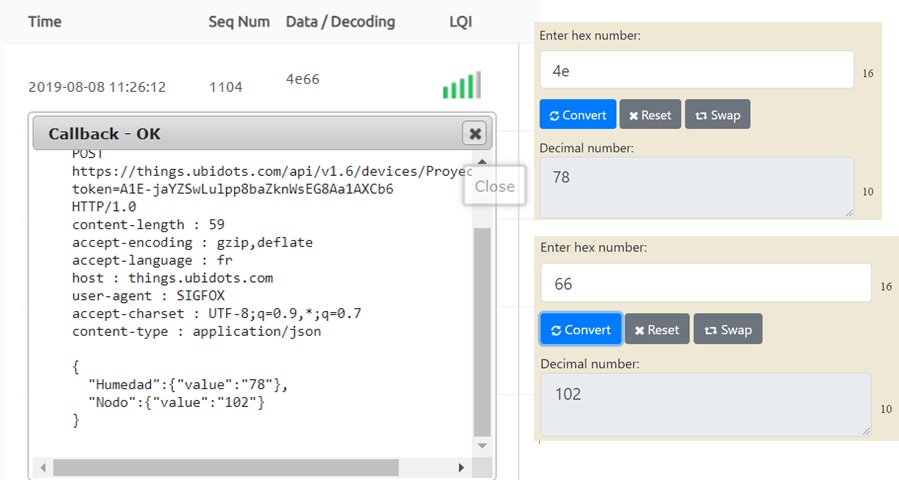 Time Seq Num Data / Decoding LQI
2019-08-08 11:26:12 1104 4e66
Callback - OK
POST
https://things.ubidots.com/api/v1.6/devices/Proyec
token=A1E-jaYZSwLulpp8baZknWsEG8Aa1AXCb6
HTTP/1.0
content-length : 59
accept-encoding : gzip,deflate
accept-language : fr
host : things.ubidots.com
user-agent : SIGFOX
accept-charset : UTF-8;q=0.9,*;q=0.7
content-type : application/json
{
"Humedad":{"value":"78"},
"Nodo":{"value":"102"}
}
Close
Enter hex number:
4e 16
Convert Reset Swap
Decimal number:
78 10
Enter hex number:
66 16
Convert Reset Swap
Decimal number:
102 10